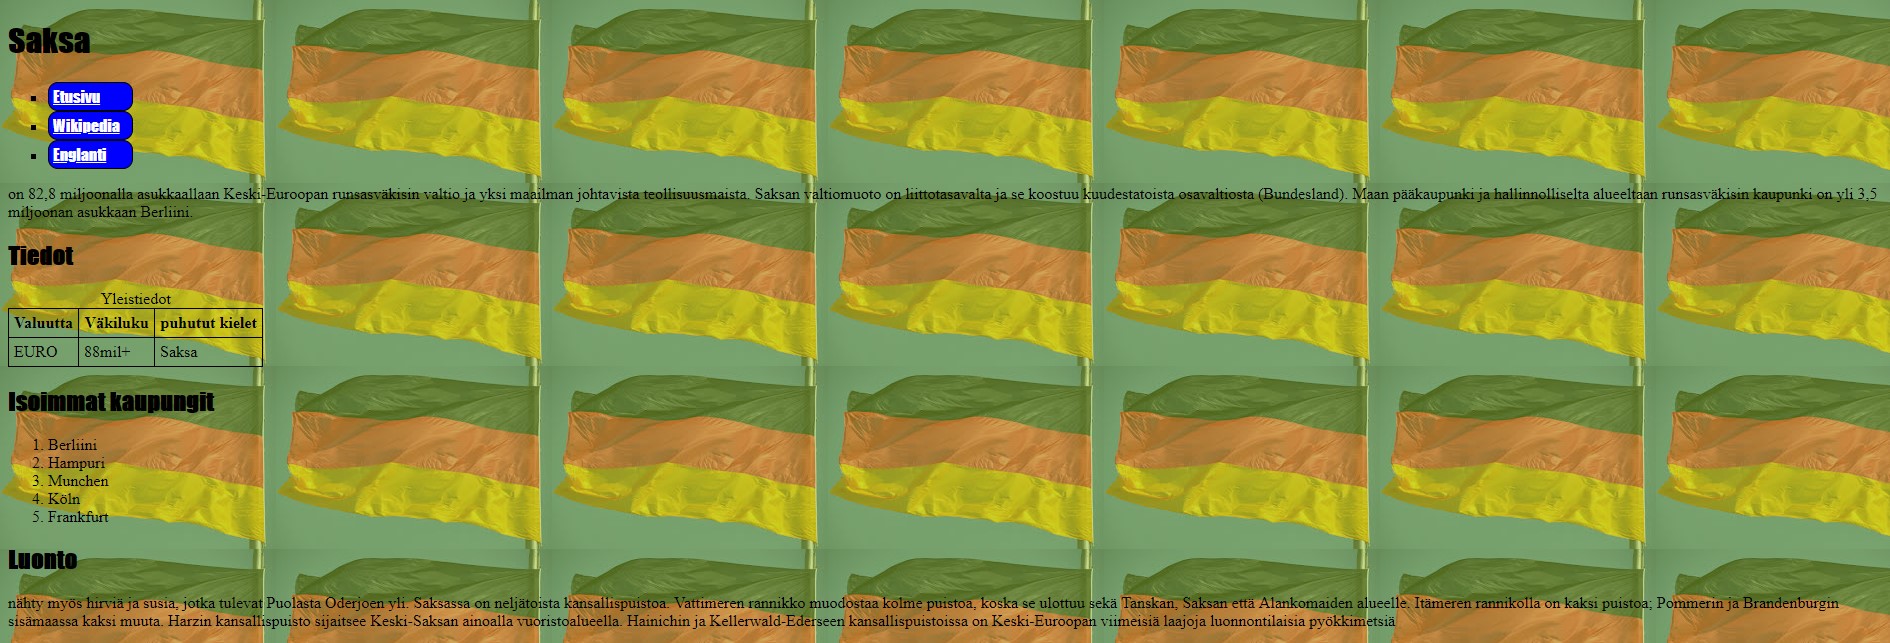 Saksa
Etusivu
Wikipedia
Englanti
on 82,8 miljoonalla asukkaallaan Keski-Euroopan runsasväkisin valtio ja yksi maailman johtavista teollisuusmaista. Saksan valtiomuoto on liittotasavalta ja se koostuu kuudestatoista osavaltiosta (Bundesland). Maan pääkaupunki ja hallinnolliselta alueeltaan runsasväkisin kaupunki on yli 3,5
miljoonan asukkaan Berliini.
Tiedot
Yleistiedot
Valuutta Väkiluku puhutut kielet
EURO 88mil+ Saksa
Isoimmat kaupungit
1. Berliini
2. Hampuri
3. Munchen
4. Köln
5. Frankfurt
Luonto
nähty myös hirviä ja susia, jotka tulevat Puolasta Oderjoen yli. Saksassa on neljätoista kansallispuistoa. Vattimeren rannikko muodostaa kolme puistoa, koska se ulottuu sekä Tanskan, Saksan että Alankomaiden alueelle. Itämeren rannikolla on kaksi puistoa; Pommerin ja Brandenburgin
sisämaassa kaksi muuta. Harzin kansallispuisto sijaitsee Keski-Saksan ainoalla vuoristoalueella. Hainichin ja Kellerwald-Ederseen kansallispuistoissa on Keski-Euroopan viimeisiä laajoja luonnontilaisia pyökkimetsiä